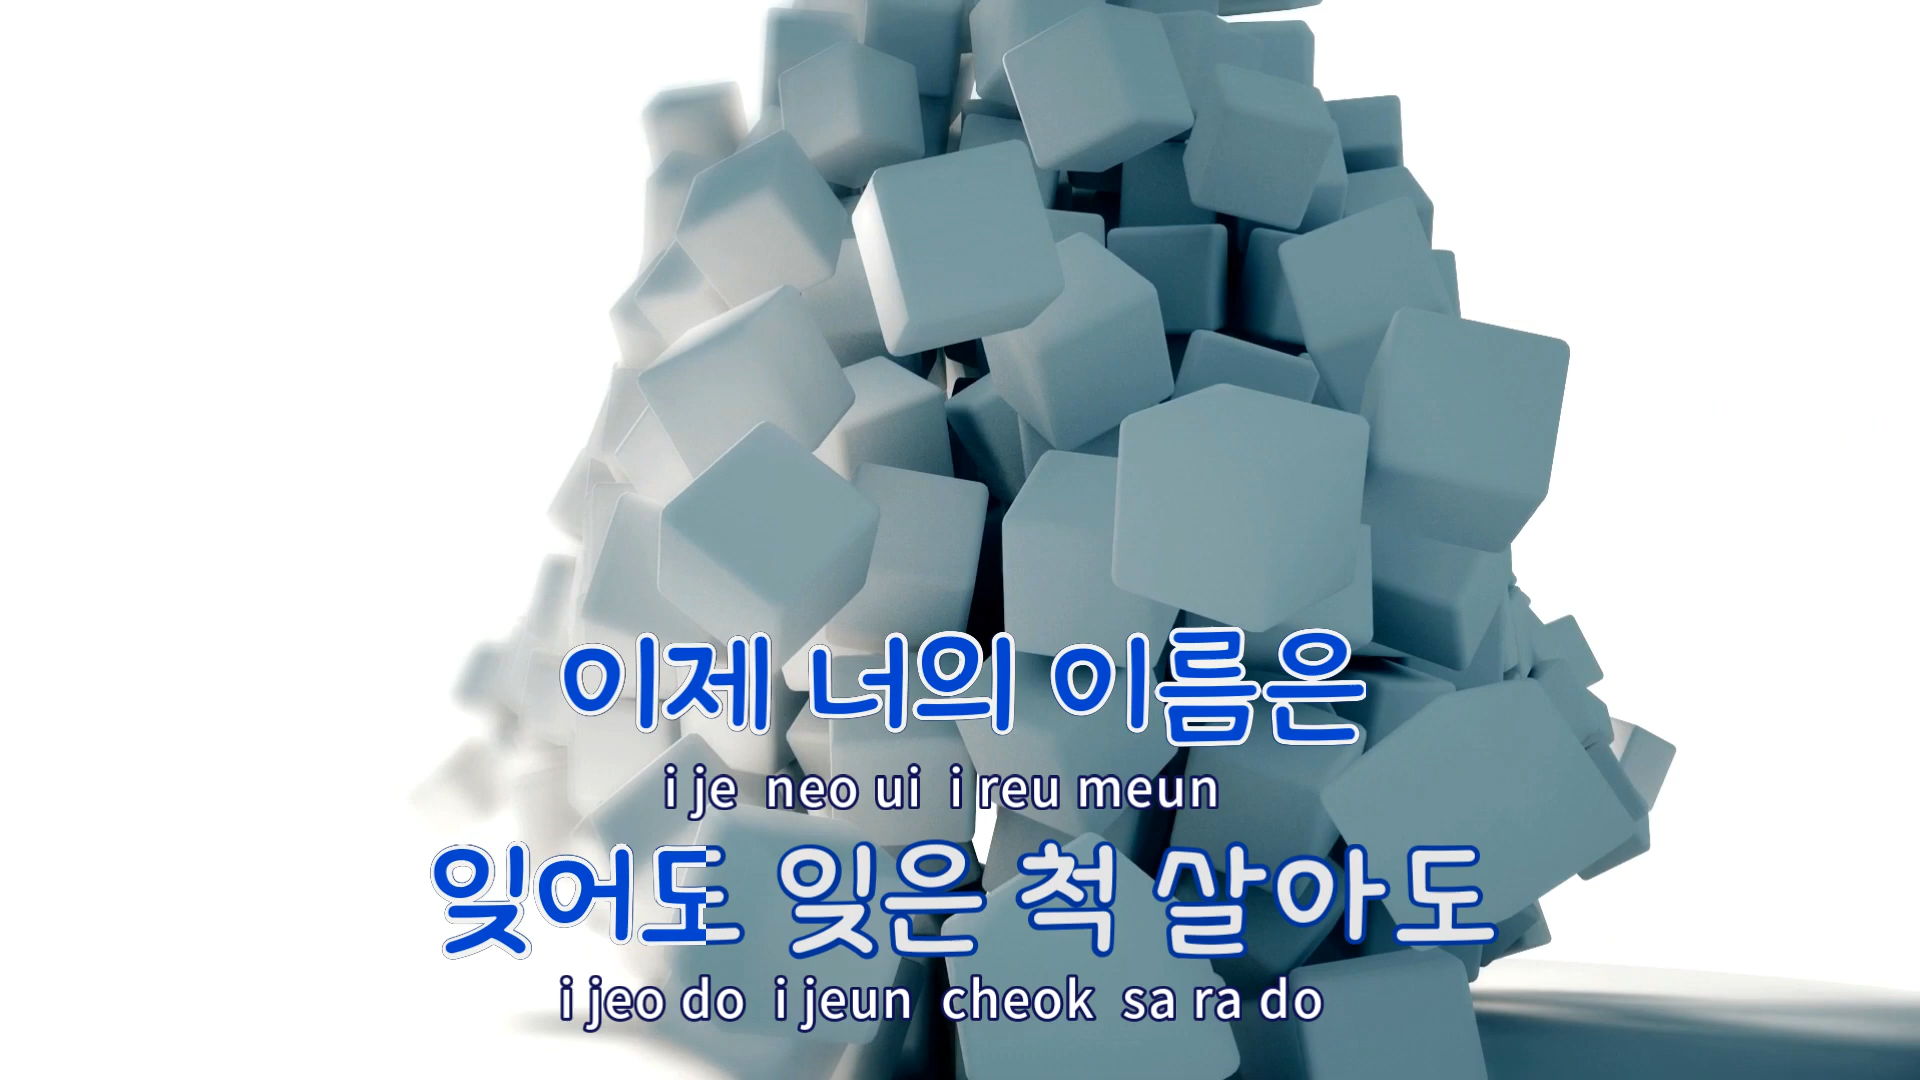 이제 너의 이름은
i je neo ui i reu meun
잊어도 잊은 척 살아도
i jeo do i jeun cheok sa ra do